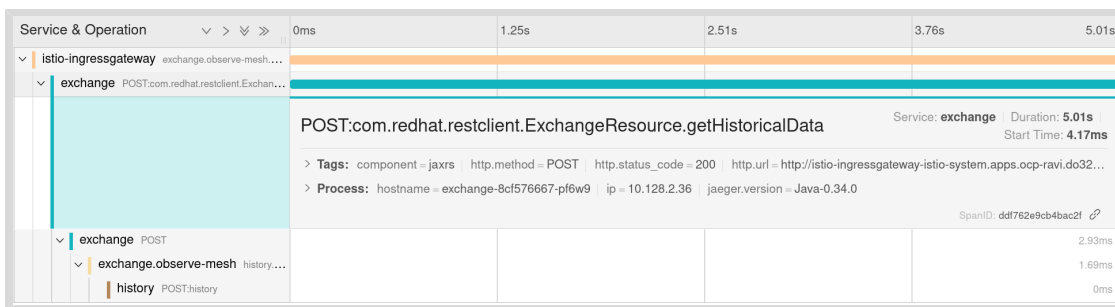 Service & Operation 0ms 1.25s 2.51s 3.76s 5.01s
istio-ingressgateway exchange.observe-mesh....
exchange POST:com.redhat.restclient.Exchan...
POST:com.redhat.restclient.ExchangeResource.getHistoricalData
Service: exchange Duration: 5.01s
Start Time: 4.17ms
Tags: component = jaxrs http.method = POST http.status_code = 200 http.url = http://istio-ingressgateway-istio-system.apps.ocp-ravi.do32...
Process: hostname = exchange-8cf576667-pf6w9 ip = 10.128.2.36 jaeger.version = Java-0.34.0
SpanID: ddf762e9cb4bac2f
exchange POST 2.93ms
exchange.observe-mesh history.... 1.69ms
history POST:history 0ms